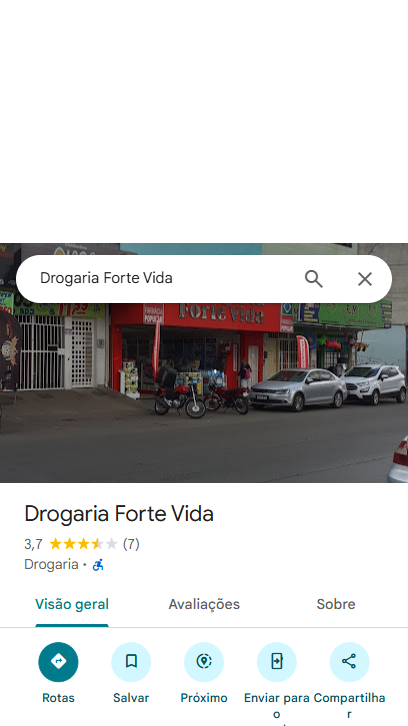 Drogaria Forte Vida
Forte Vida
FARMÁCIA
POPULAR
Drogaria Forte Vida
3,7 (7)
Drogaria •
Visão geral
Avaliações
Sobre
Rotas
Salvar
Próximo
Enviar para
o
Compartilha
r